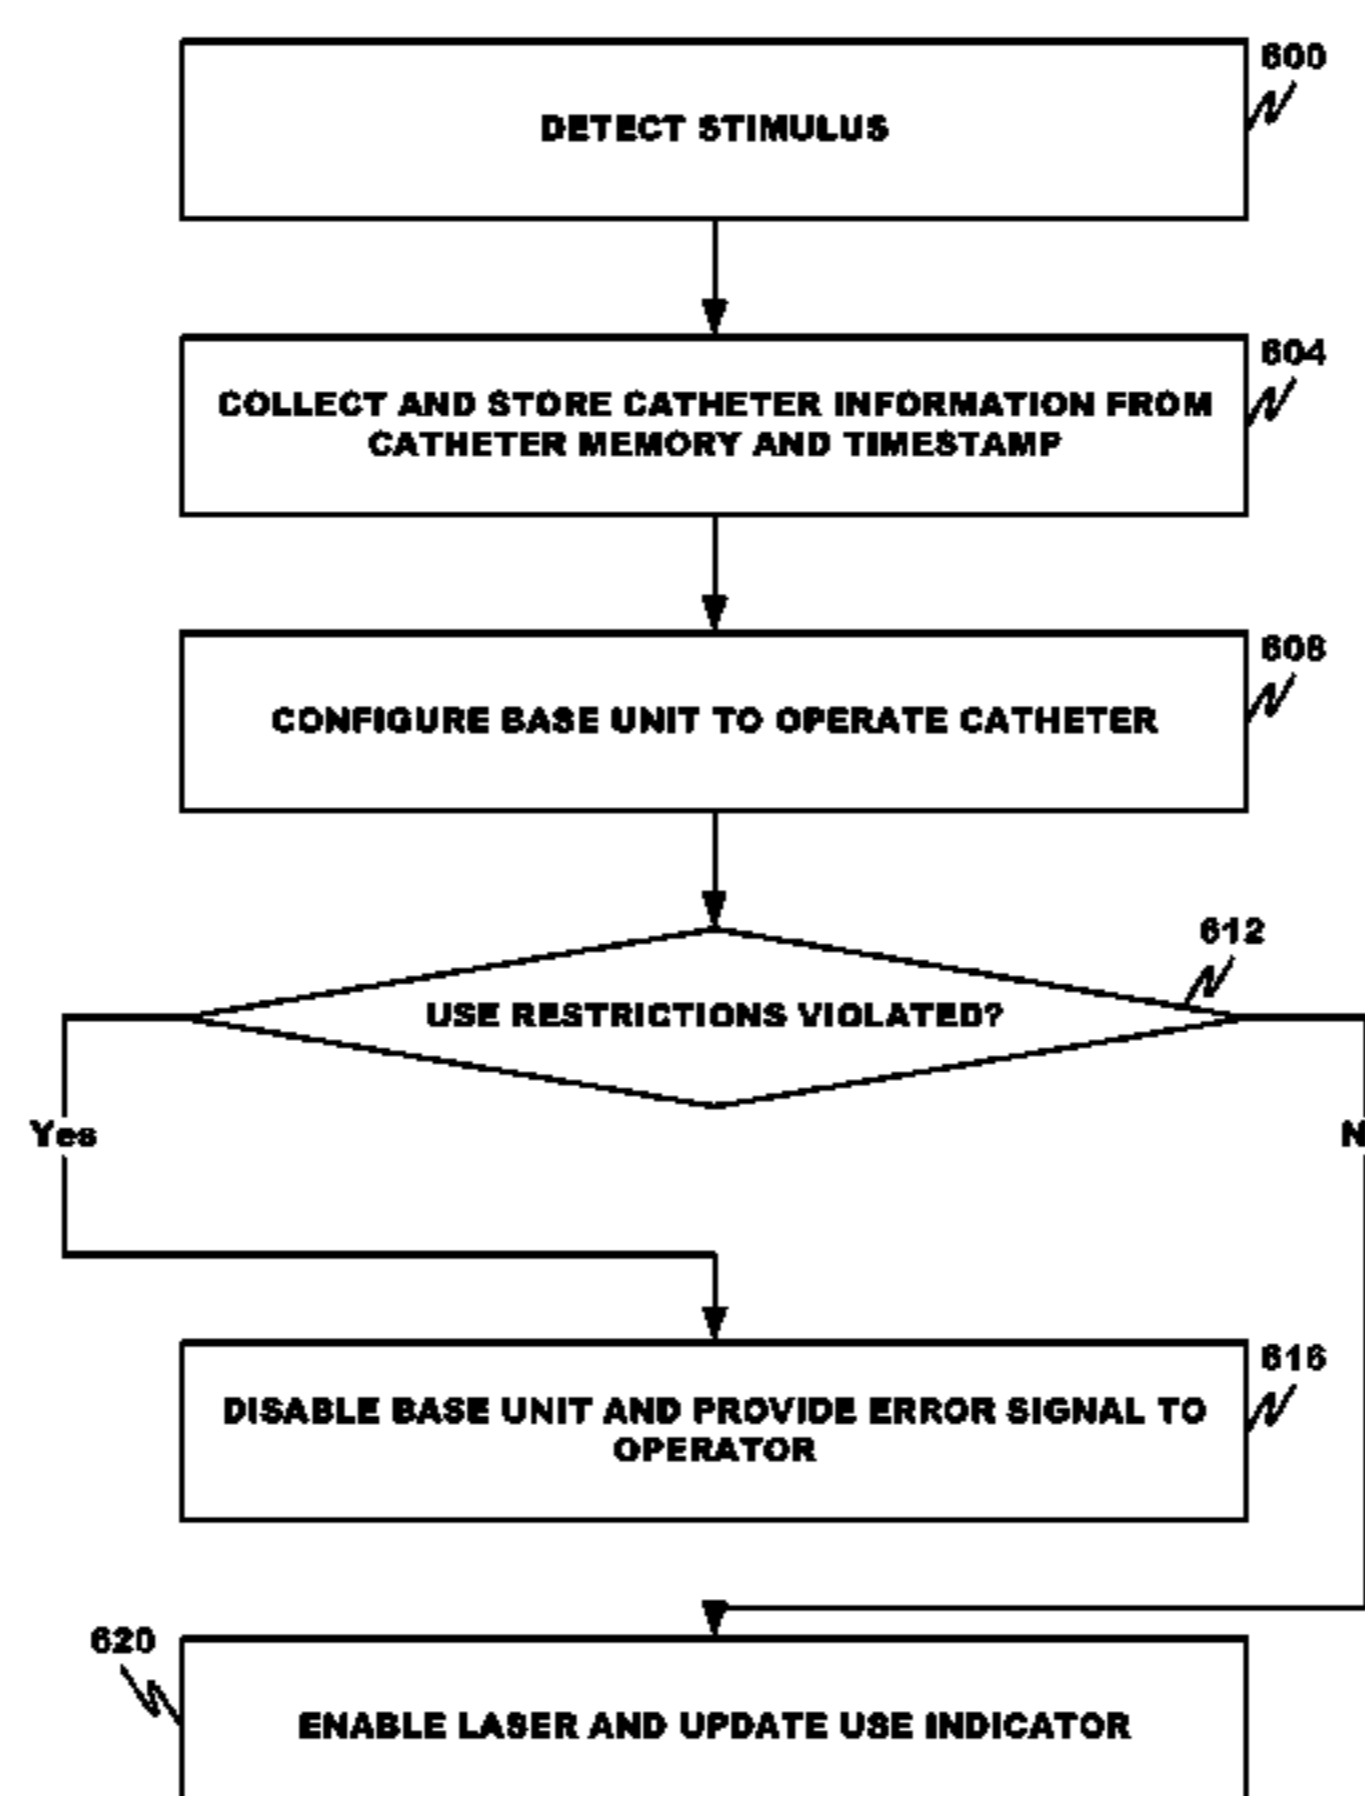 600
DETECT STIMULUS
604
COLLECT AND STORE CATHETER INFORMATION FROM
CATHETER MEMORY AND TIMESTAMP
608
CONFIGURE BASE UNIT TO OPERATE CATHETER
612
USE RESTRICTIONS VIOLATED?
Yes
616
DISABLE BASE UNIT AND PROVIDE ERROR SIGNAL TO
OPERATOR
620
ENABLE LASER AND UPDATE USE INDICATOR